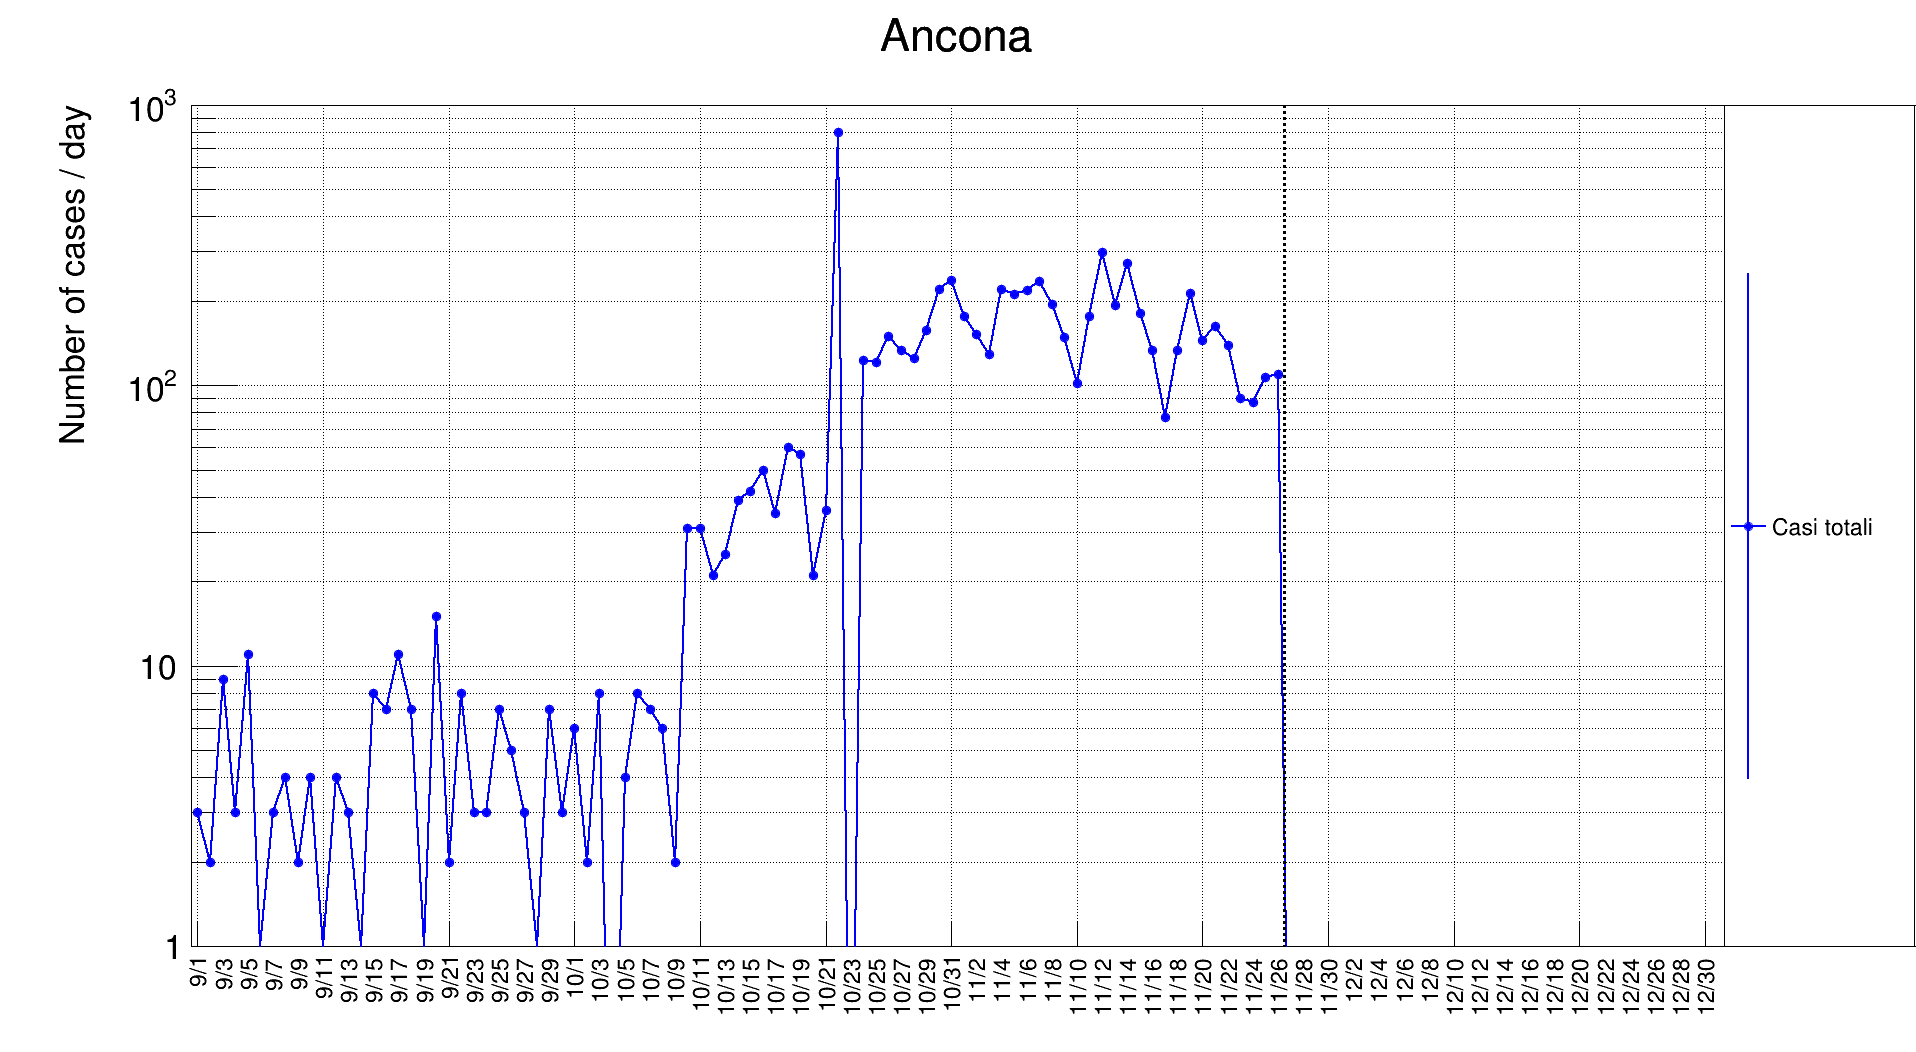 Ancona
Number of cases / day
10³
10²
10
1
Casi totali
9/1 9/3 9/5 9/7 9/9 9/11 9/13 9/15 9/17 9/19 9/21 9/23 9/25 9/27 9/29 10/1 10/3 10/5 10/7 10/9 10/11 10/13 10/15 10/17 10/19 10/21 10/23 10/25 10/27 10/29 10/31 11/2 11/4 11/6 11/8 11/10 11/12 11/14 11/16 11/18 11/20 11/22 11/24 11/26 11/28 11/30 12/2 12/4 12/6 12/8 12/10 12/12 12/14 12/16 12/18 12/20 12/22 12/24 12/26 12/28 12/30